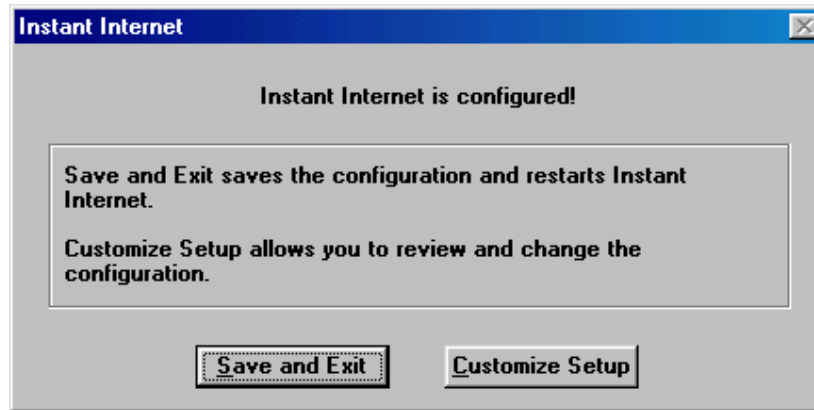 Instant Internet
Instant Internet is configured!
Save and Exit saves the configuration and restarts Instant
Internet.
Customize Setup allows you to review and change the
configuration.
Save and Exit
Customize Setup